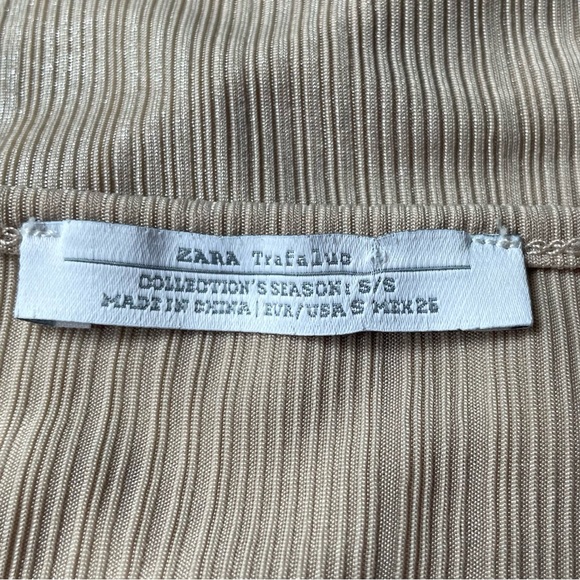 ZARA Trafaluc
COLLECTION'S SEASON: S/S
MADE IN CHINA | EUR/USA S MEX 26